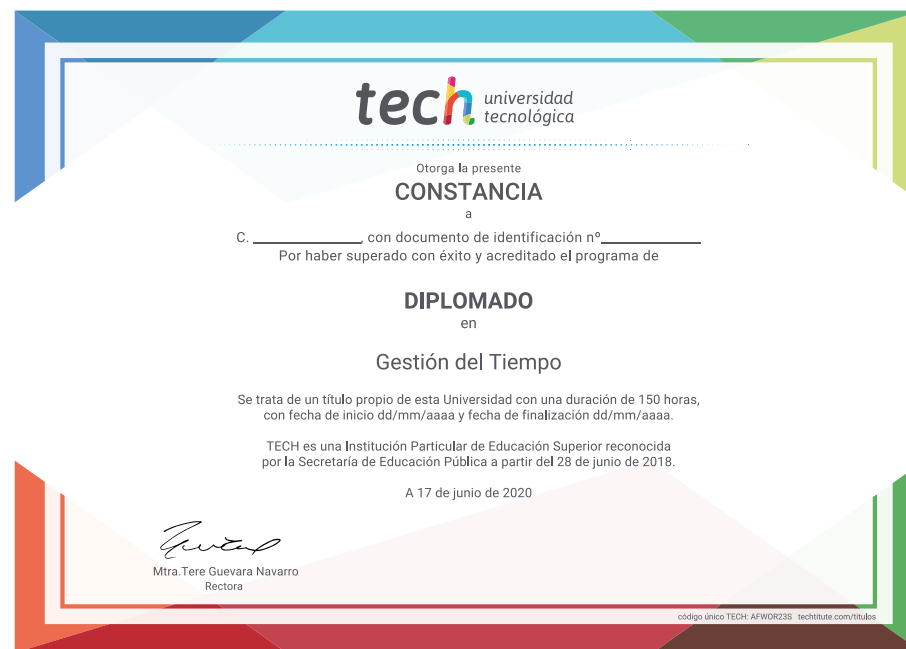 tech universidad
tecnológica
Otorga la presente
CONSTANCIA
a
C. ______________, con documento de identificación nº_____________
Por haber superado con éxito y acreditado el programa de
DIPLOMADO
en
Gestión del Tiempo
Se trata de un título propio de esta Universidad con una duración de 150 horas,
con fecha de inicio dd/mm/aaaa y fecha de finalización dd/mm/aaaa.
TECH es una Institución Particular de Educación Superior reconocida
por la Secretaría de Educación Pública a partir del 28 de junio de 2018.
A 17 de junio de 2020
Mtra.Tere Guevara Navarro
Rectora
código único TECH: AFWOR23S techtitute.com/titulos